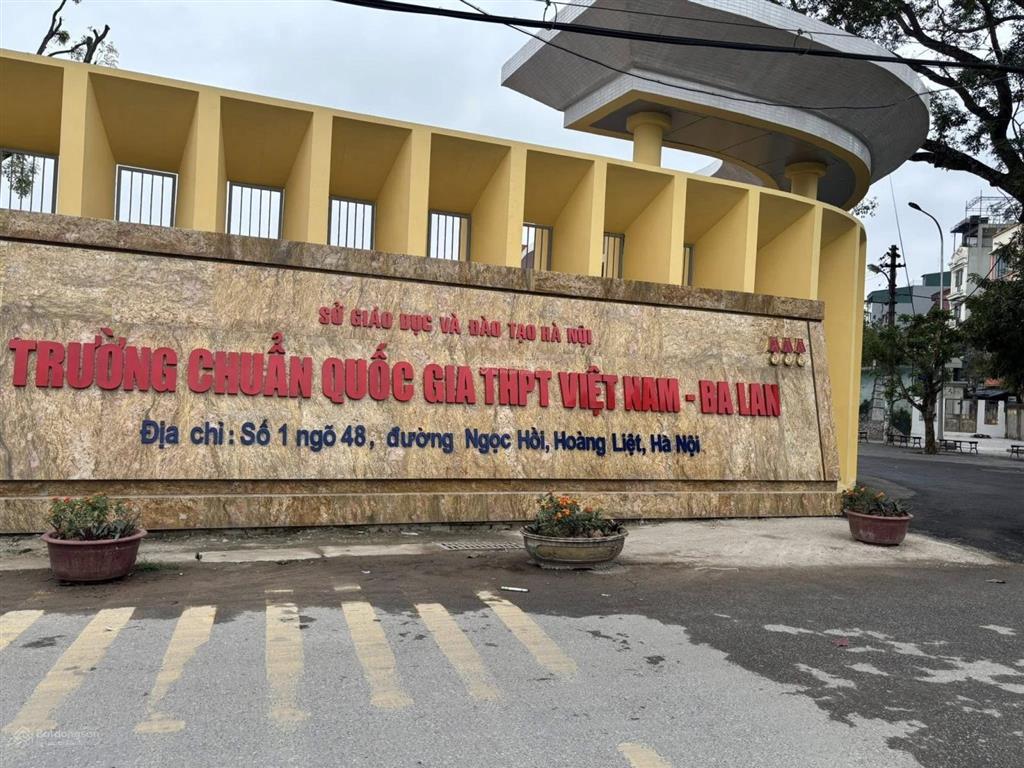 SỞ GIÁO DỤC VÀ ĐÀO TẠO HÀ NỘI
TRƯỜNG CHUẨN QUỐC GIA THPT VIỆT NAM - BA LAN
Địa chỉ: Số 1 ngõ 48, đường Ngọc Hồi, Hoàng Liệt, Hà Nội
Batdongsan